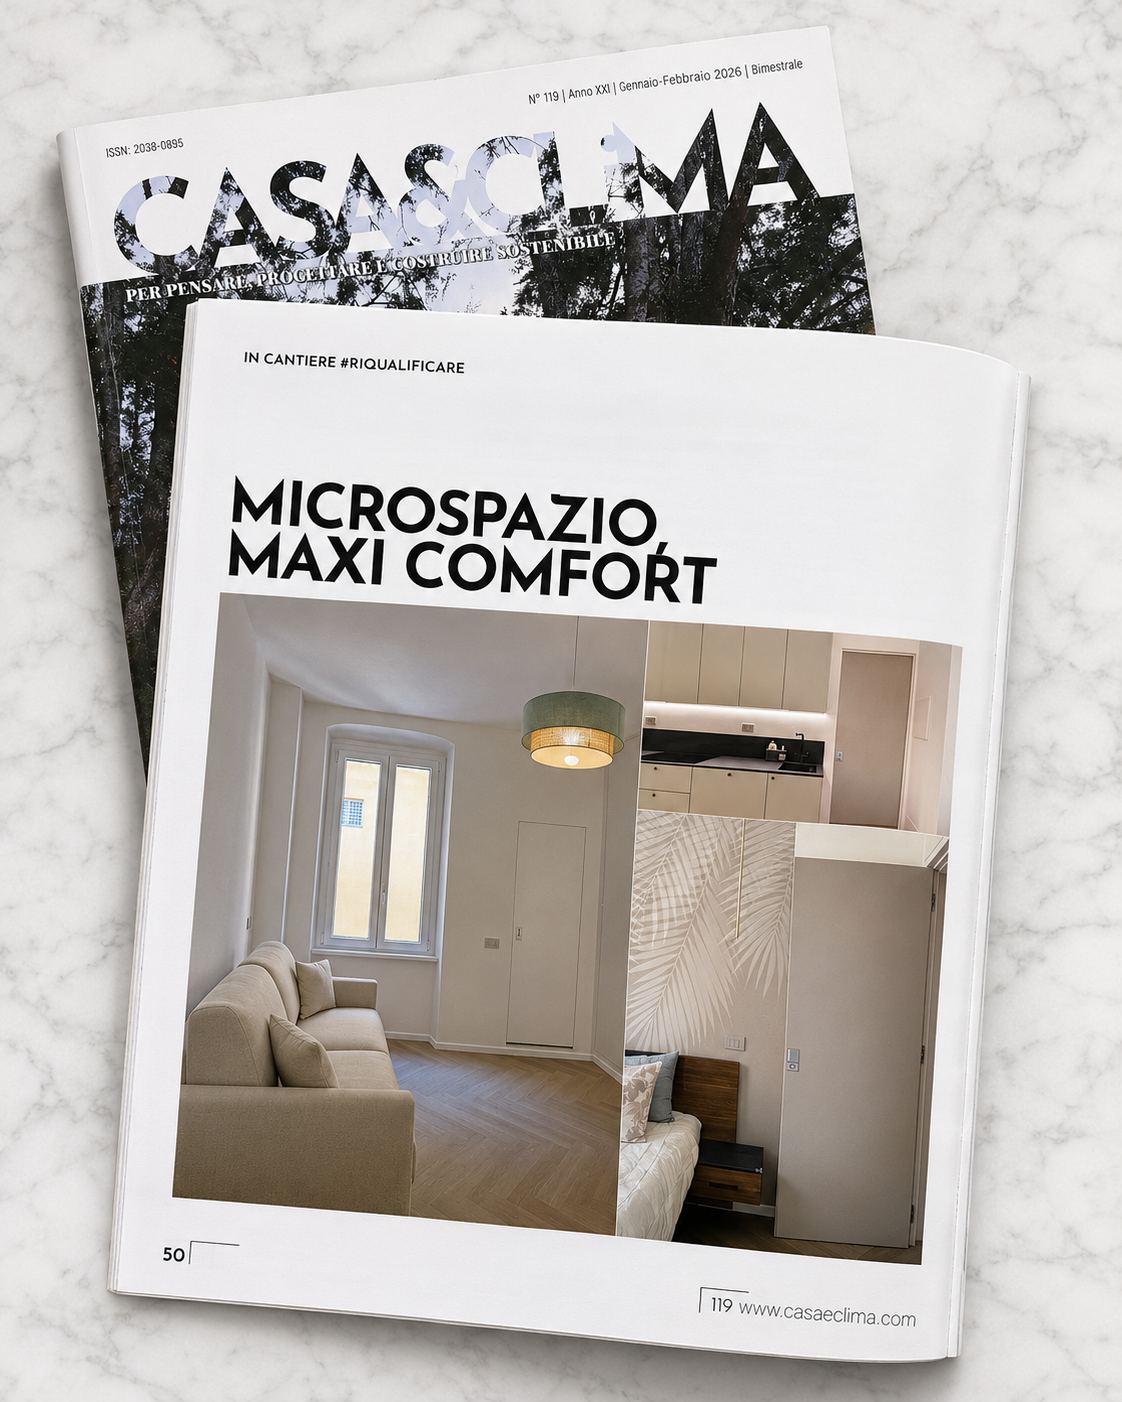 ISSN: 2038-0895
N° 119 | Anno XXI | Gennaio-Febbraio 2026 | Bimestrale
CASA&CLIMA
PER PENSARE, PROGETTARE E COSTRUIRE SOSTENIBILE
IN CANTIERE #RIQUALIFICARE
MICROSPAZIO,
MAXI COMFORT
50
119 www.casaeclima.com